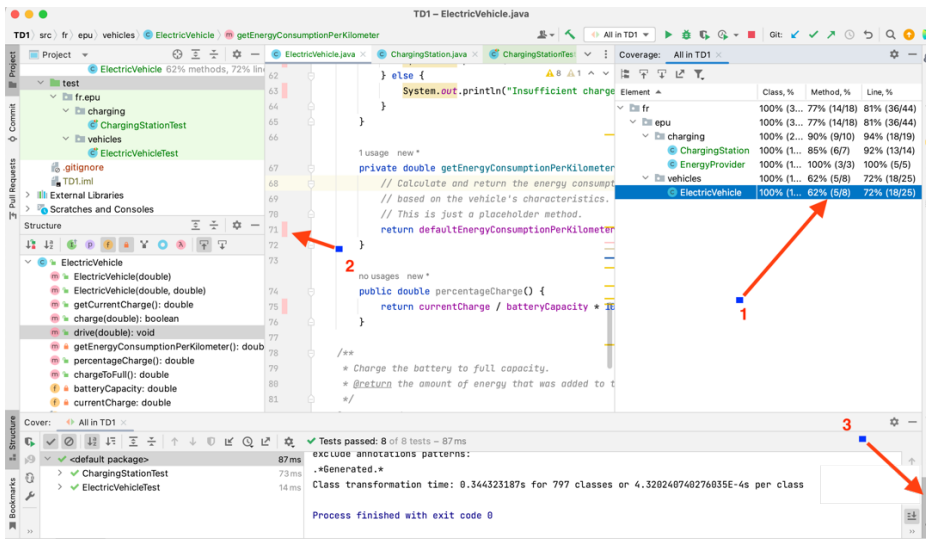 TD1 – ElectricVehicle.java
TD1 src fr epu vehicles ElectricVehicle getEnergyConsumptionPerKilometer All in TD1 Git:
Project
ElectricVehicle 62% methods, 72% lin
test
fr.epu
charging
ChargingStationTest
vehicles
ElectricVehicleTest
.gitignore
TD1.iml
External Libraries
Scratches and Consoles
Structure
ElectricVehicle
ElectricVehicle(double)
ElectricVehicle(double, double)
getCurrentCharge(): double
charge(double): boolean
drive(double): void
getEnergyConsumptionPerKilometer(): doub
percentageCharge(): double
chargeToFull(): double
batteryCapacity: double
currentCharge: double
Project
Commit
Pull Requests
Structure
Bookmarks
ElectricVehicle.java ChargingStation.java ChargingStationTest
8 1
62 } else {
63 System.out.println("Insufficient charge
64 }
65 }
66
1 usage new *
67 private double getEnergyConsumptionPerKilometer
68 // Calculate and return the energy consumpt
69 // based on the vehicle's characteristics.
70 // This is just a placeholder method.
71 return defaultEnergyConsumptionPerKilometer
72 }
73
no usages new *
74 public double percentageCharge() {
75 return currentCharge / batteryCapacity * 10
76 }
77
78 /**
79 * Charge the battery to full capacity.
80 * @return the amount of energy that was added to t
81 */
2
Coverage: All in TD1
Element Class, % Method, % Line, %
fr 100% (3... 77% (14/18) 81% (36/44)
epu 100% (3... 77% (14/18) 81% (36/44)
charging 100% (2... 90% (9/10) 94% (18/19)
ChargingStation 100% (1... 85% (6/7) 92% (13/14)
EnergyProvider 100% (1... 100% (3/3) 100% (5/5)
vehicles 100% (1... 62% (5/8) 72% (18/25)
ElectricVehicle 100% (1... 62% (5/8) 72% (18/25)
1
3
Cover: All in TD1
Tests passed: 8 of 8 tests – 87 ms
<default package> 87 ms
ChargingStationTest 73 ms
ElectricVehicleTest 14 ms
exclude annotations patterns:
.*Generated.*
Class transformation time: 0.344323187s for 797 classes or 4.320240740276035E-4s per class
Process finished with exit code 0